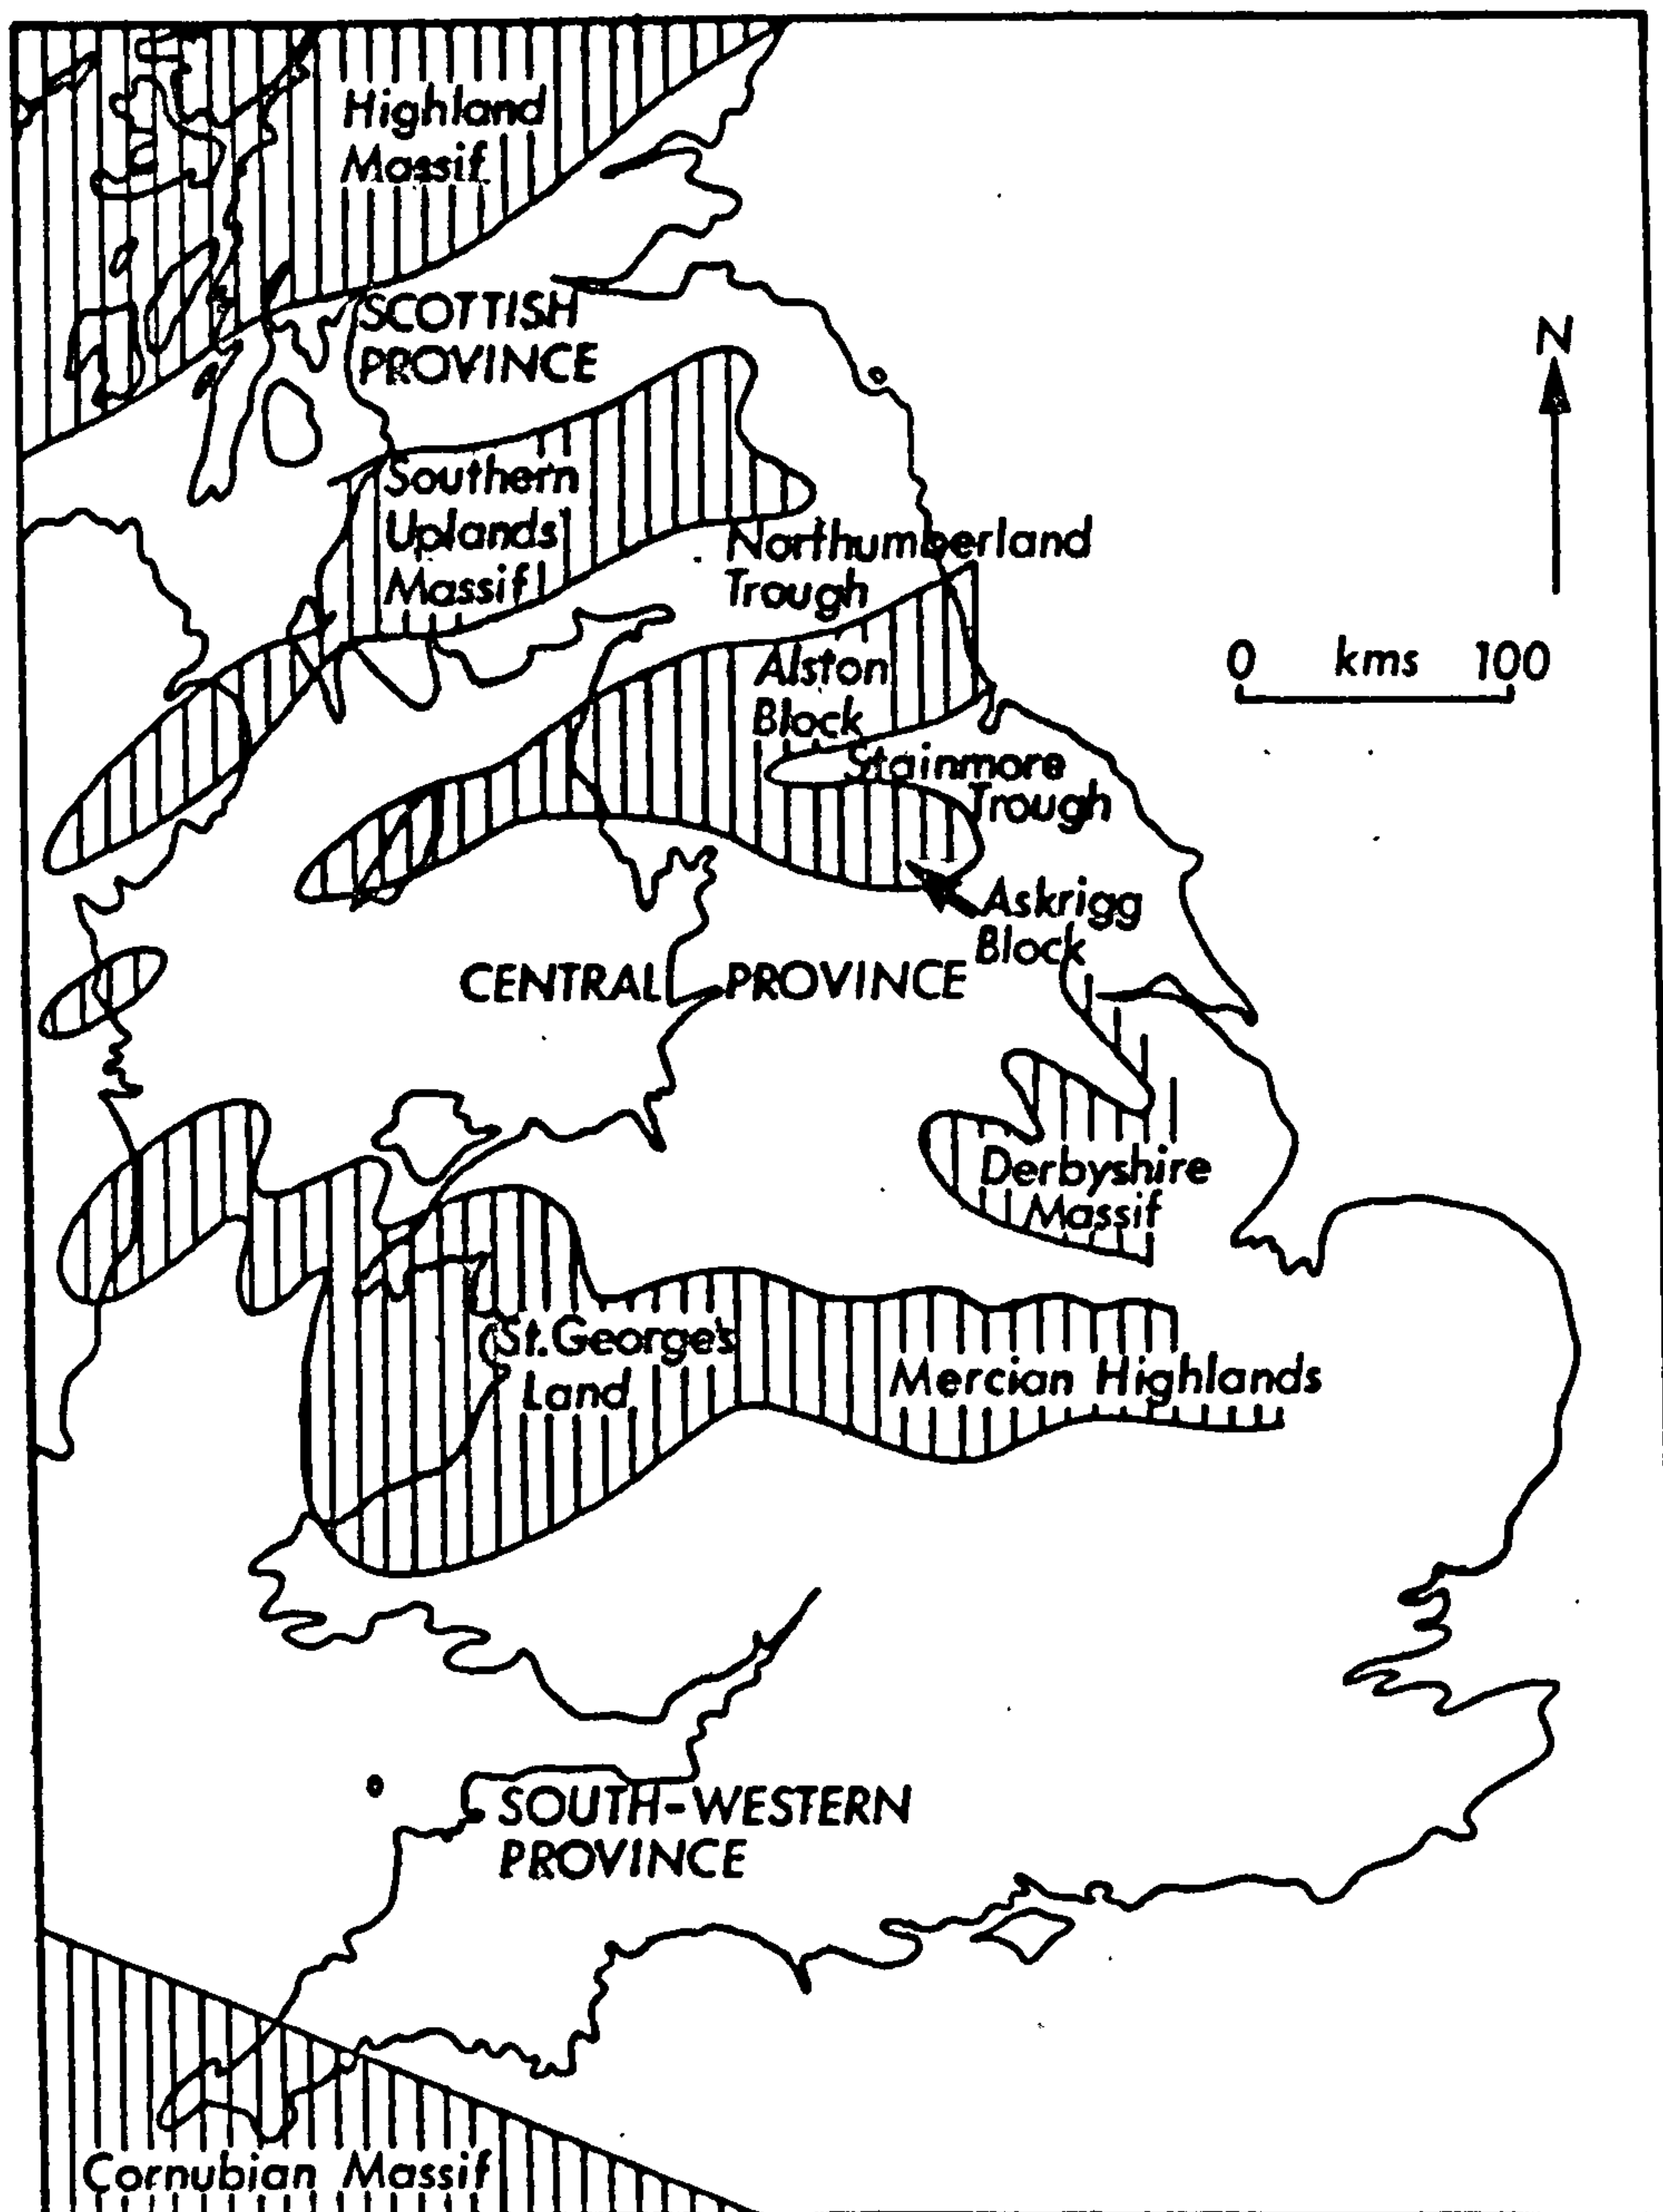 Highland
Massif
SCOTTISH
PROVINCE
N
Southern
Uplands
Massif
Northumberland
Trough
0 kms 100
Alston
Block
Stainmore
Trough
Askrigg
Block
CENTRAL PROVINCE
Derbyshire
Massif
St. George's
Land
Mercian Highlands
SOUTH-WESTERN
PROVINCE
Cornubian Massif